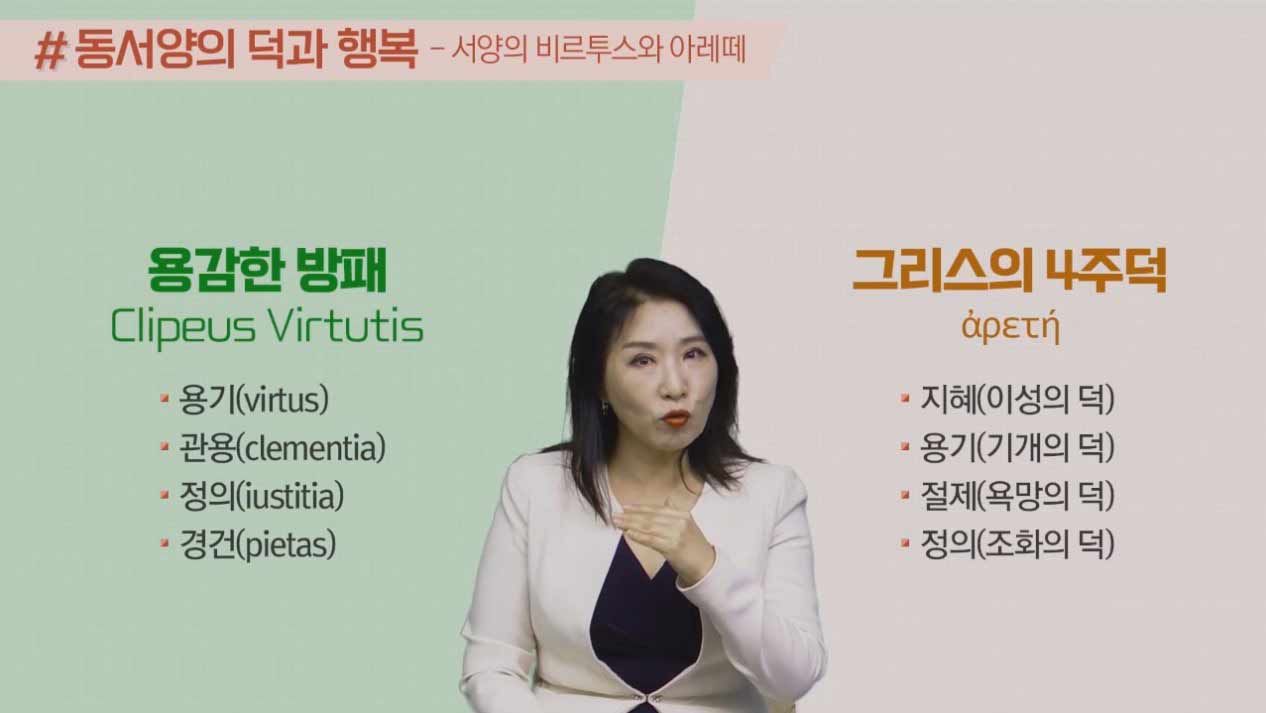 # 동서양의 덕과 행복 - 서양의 비르투스와 아레떼
용감한 방패
Clipeus Virtutis
▪ 용기(virtus)
▪ 관용(clementia)
▪ 정의(iustitia)
▪ 경건(pietas)
그리스의 4주덕
ἀρετή
▪ 지혜(이성의 덕)
▪ 용기(기개의 덕)
▪ 절제(욕망의 덕)
▪ 정의(조화의 덕)